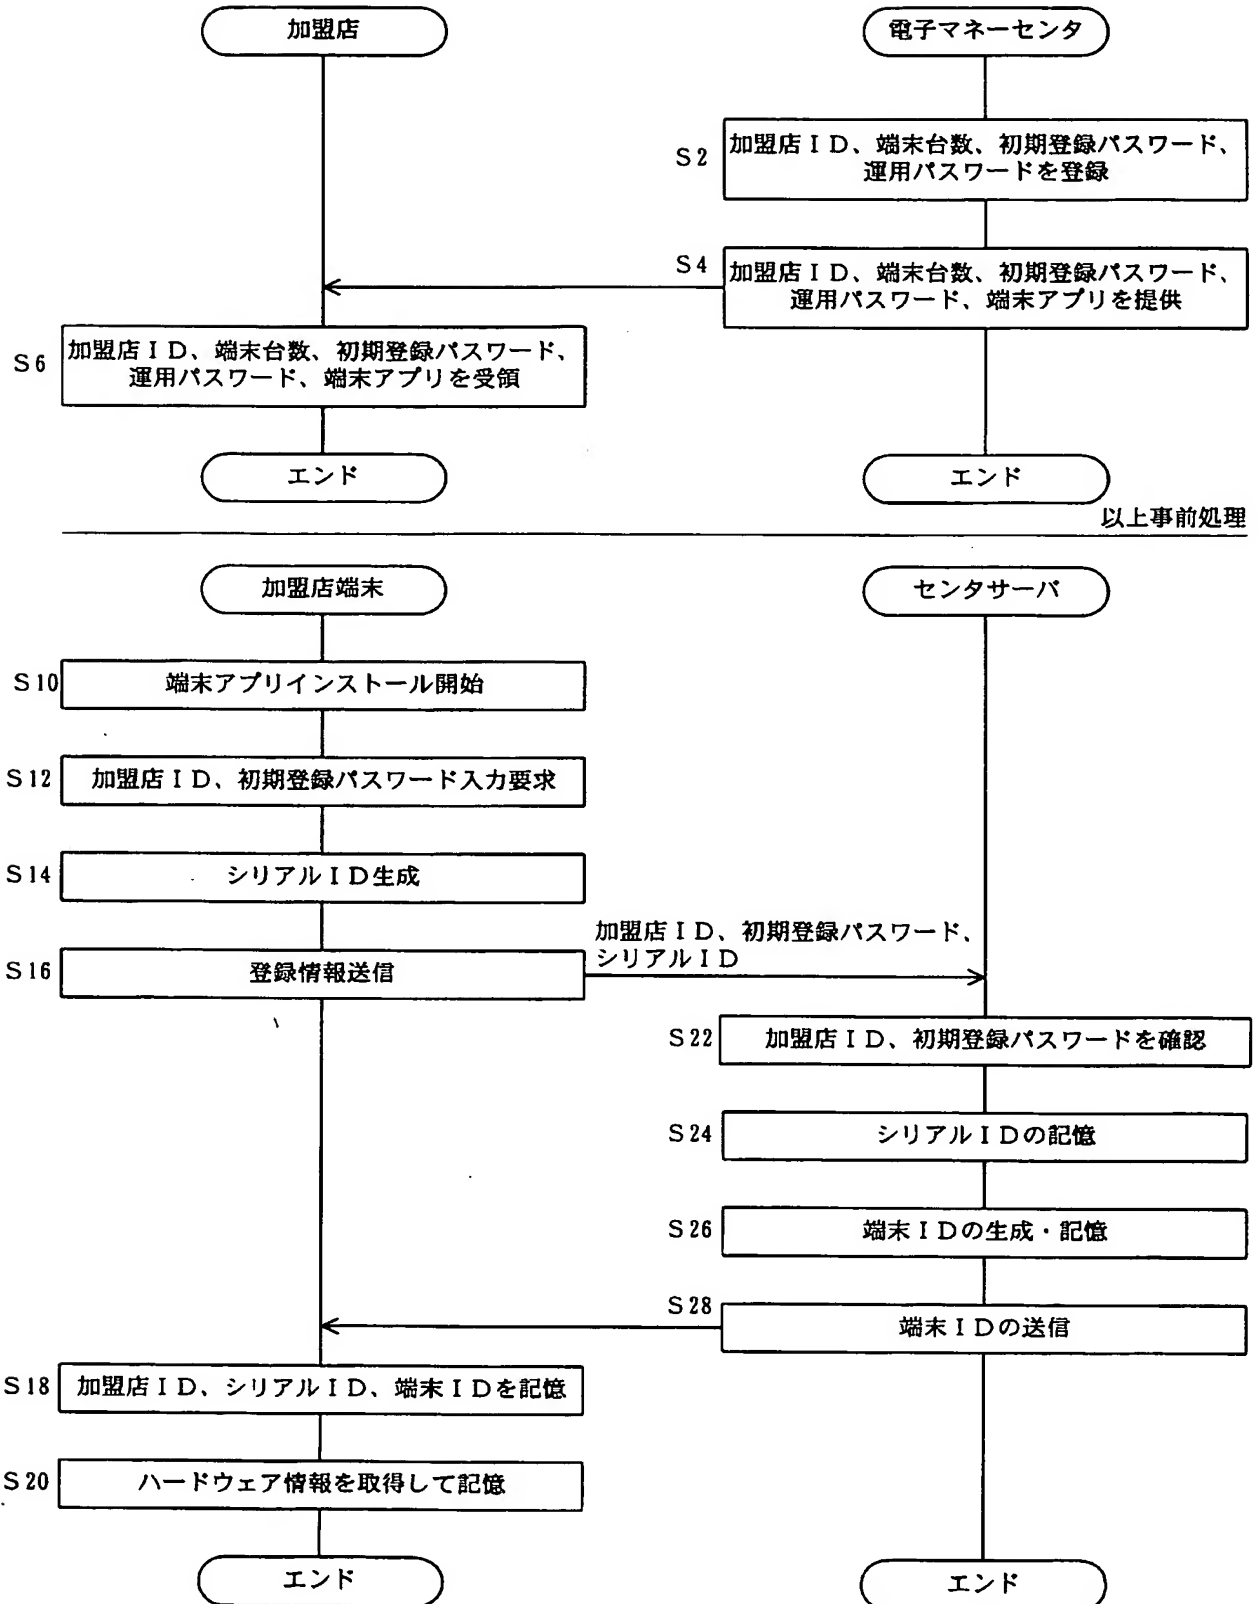 加盟店
電子マネーセンタ
S2
加盟店ID、端末台数、初期登録パスワード、
運用パスワードを登録
S4
加盟店ID、端末台数、初期登録パスワード、
運用パスワード、端末アプリを提供
S6
加盟店ID、端末台数、初期登録パスワード、
運用パスワード、端末アプリを受領
エンド
エンド
以上事前処理
加盟店端末
センタサーバ
S10
端末アプリインストール開始
S12
加盟店ID、初期登録パスワード入力要求
S14
シリアルID生成
S16
登録情報送信
加盟店ID、初期登録パスワード、
シリアルID
S22
加盟店ID、初期登録パスワードを確認
S24
シリアルIDの記憶
S26
端末IDの生成・記憶
S28
端末IDの送信
S18
加盟店ID、シリアルID、端末IDを記憶
S20
ハードウェア情報を取得して記憶
エンド
エンド